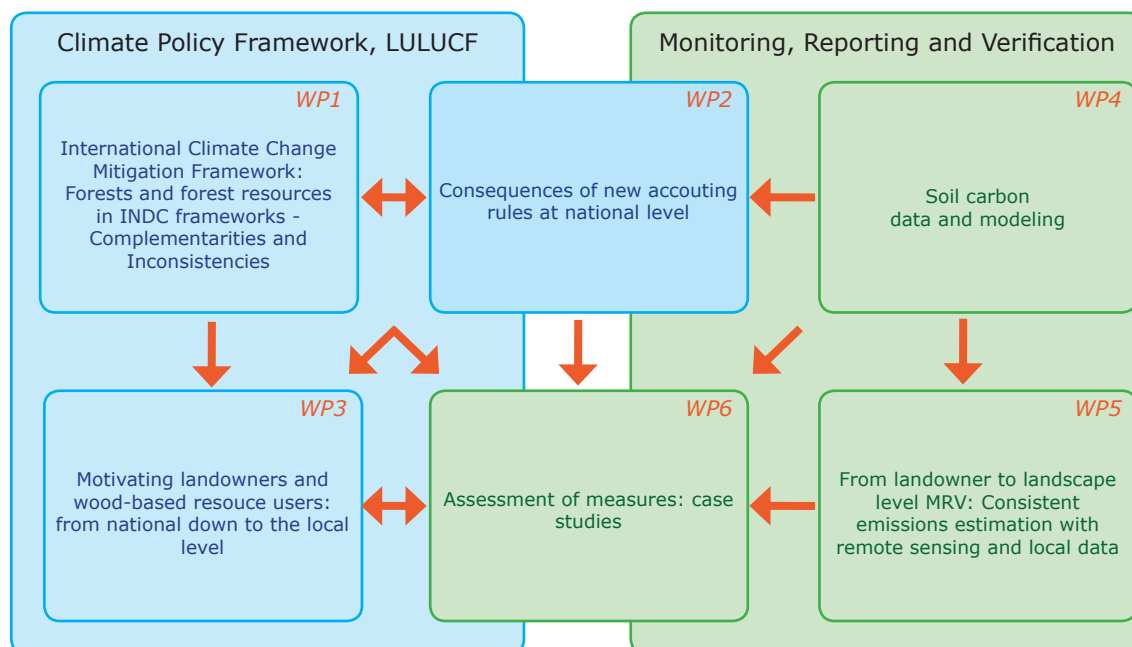 Climate Policy Framework, LULUCF
Monitoring, Reporting and Verification
WP1
International Climate Change
Mitigation Framework:
Forests and forest resources
in INDC frameworks -
Complementarities and
Inconsistencies
WP2
Consequences of new accouting
rules at national level
WP4
Soil carbon
data and modeling
WP3
Motivating landowners and
wood-based resouce users:
from national down to the local
level
WP6
Assessment of measures: case
studies
WP5
From landowner to landscape
level MRV: Consistent
emissions estimation with
remote sensing and local data